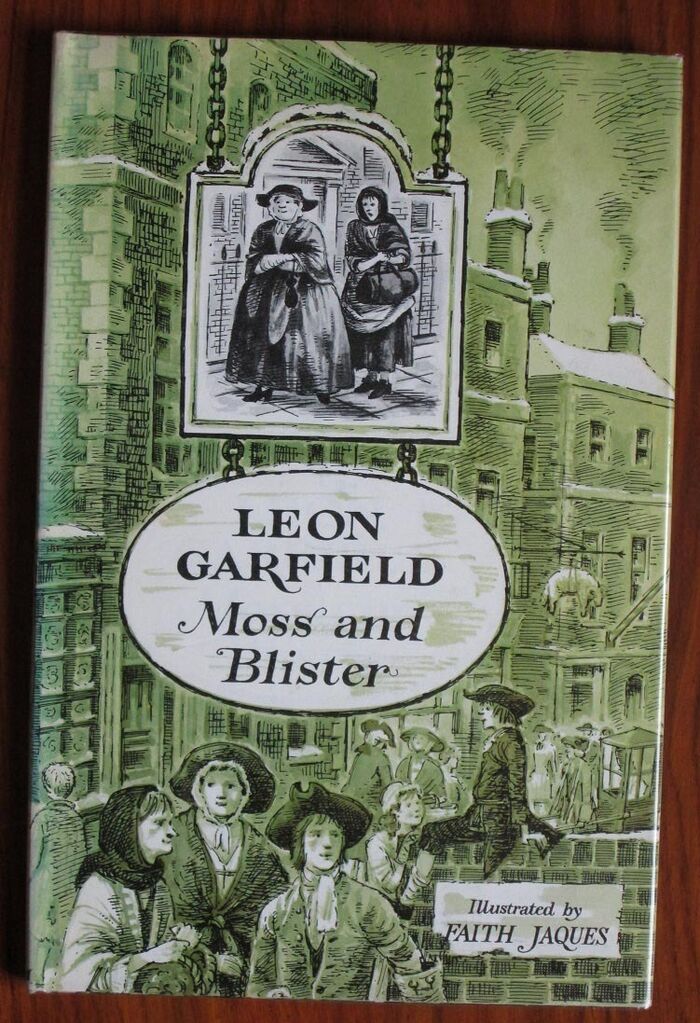 LEON
GARFIELD
Moss and
Blister
Illustrated by
FAITH JAQUES